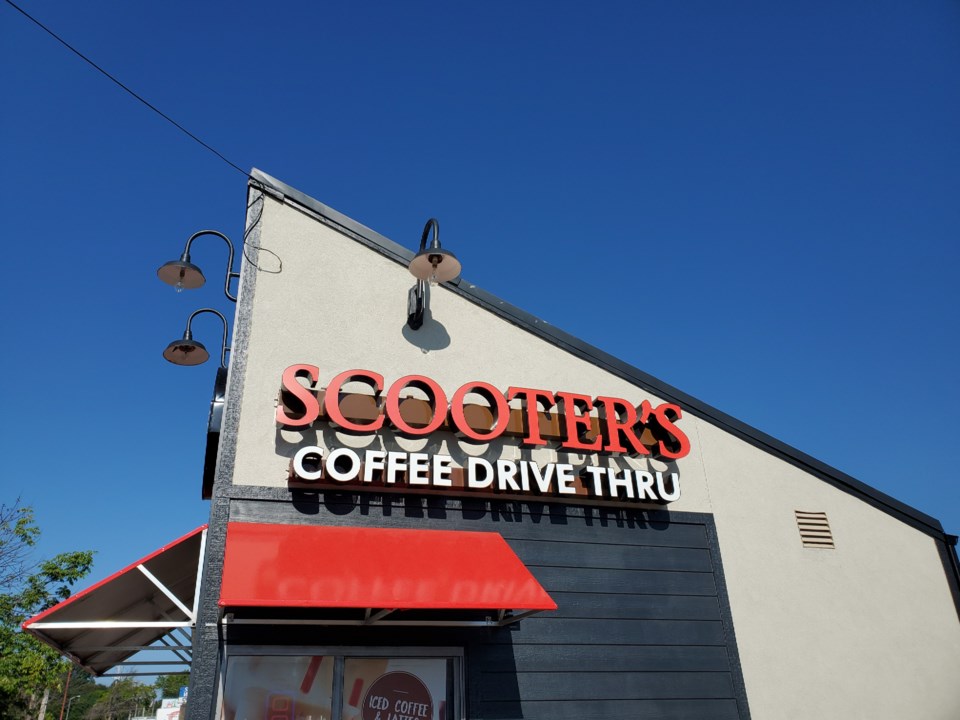 SCOOTER'S
COFFEE DRIVE THRU
ICED COFFEE
& LATTES